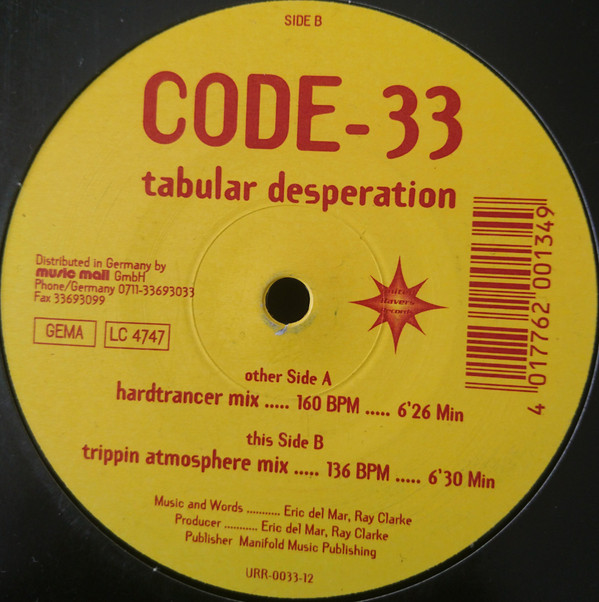 SIDE B
CODE-33
tabular desperation
Distributed in Germany by
music mail GmbH
Phone/Germany 0711-33693033
Fax 33693099
GEMA LC 4747
Ravers
Records
4 017762 001349
other Side A
hardtrancer mix ..... 160 BPM ..... 6'26 Min
this Side B
trippin atmosphere mix ..... 136 BPM ..... 6'30 Min
Music and Words ........... Eric del Mar, Ray Clarke
Producer ........... Eric del Mar, Ray Clarke
Publisher Manifold Music Publishing
URR-0033-12